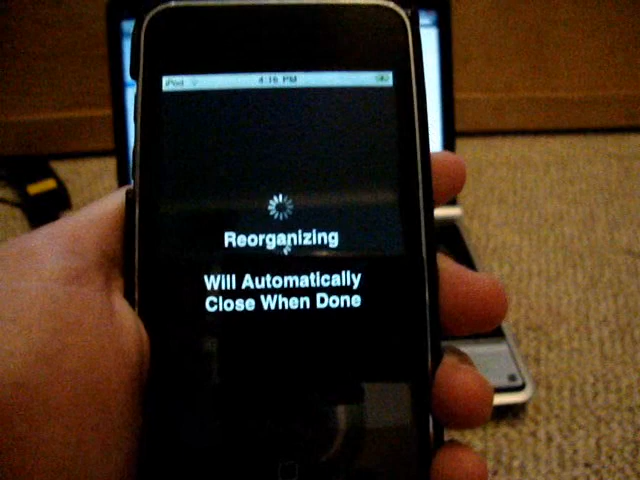 iPod 4:16 PM
Reorganizing
Will Automatically
Close When Done